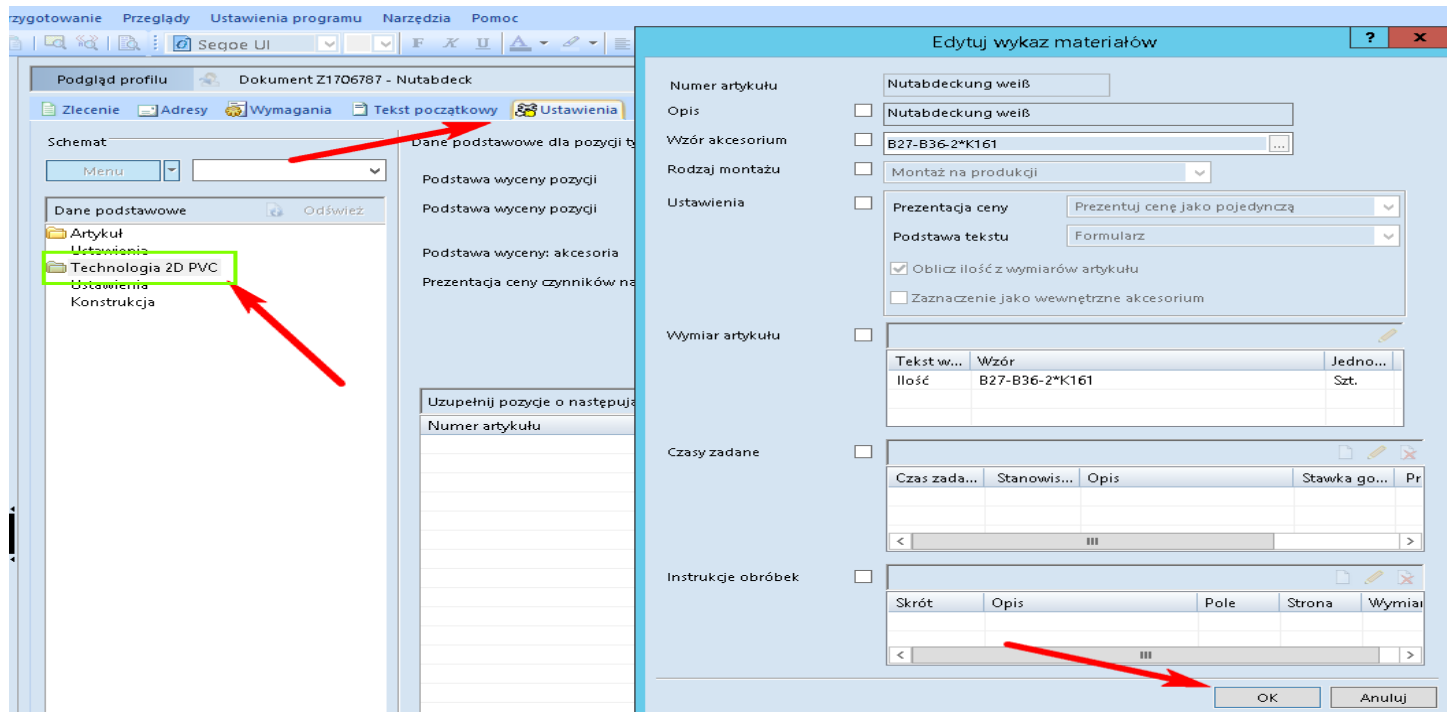 rzygotowanie Przeglądy Ustawienia programu Narzędzia Pomoc
Segoe UI F K U
Edytuj wykaz materiałów ? x
Podgląd profilu Dokument Z1706787 - Nutabdeck
Zlecenie Adresy Wymagania Tekst początkowy Ustawienia
Schemat
Menu
Dane podstawowe Odśwież
Artykuł
Ustawienia
Technologia 2D PVC
Ustawienia
Konstrukcja
Dane podstawowe dla pozycji ty
Podstawa wyceny pozycji
Podstawa wyceny pozycji
Podstawa wyceny: akcesoria
Prezentacja ceny czynników na
Uzupełnij pozycje o następują
Numer artykułu
Numer artykułu Nutabdeckung weiß
Opis Nutabdeckung weiß
Wzór akcesorium B27-B36-2*K161 ...
Rodzaj montażu Montaż na produkcji
Ustawienia Prezentacja ceny Prezentuj cenę jako pojedynczą
Podstawa tekstu Formularz
Oblicz ilość z wymiarów artykułu
Zaznaczenie jako wewnętrzne akcesorium
Wymiar artykułu
Tekst w... Wzór Jedno...
Ilość B27-B36-2*K161 Szt.
Czasy zadane
Czas zada... Stanowis... Opis Stawka go... Pr
Instrukcje obróbek
Skrót Opis Pole Strona Wymiar
OK Anuluj